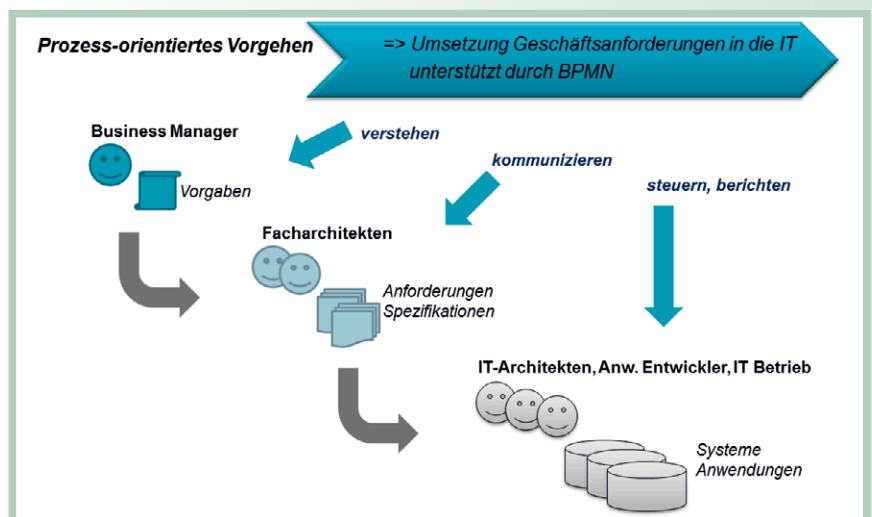 Prozess-orientiertes Vorgehen
=> Umsetzung Geschäftsanforderungen in die IT
unterstützt durch BPMN
Business Manager
verstehen
kommunizieren
Vorgaben
steuern, berichten
Facharchitekten
Anforderungen
Spezifikationen
IT-Architekten, Anw. Entwickler, IT Betrieb
Systeme
Anwendungen